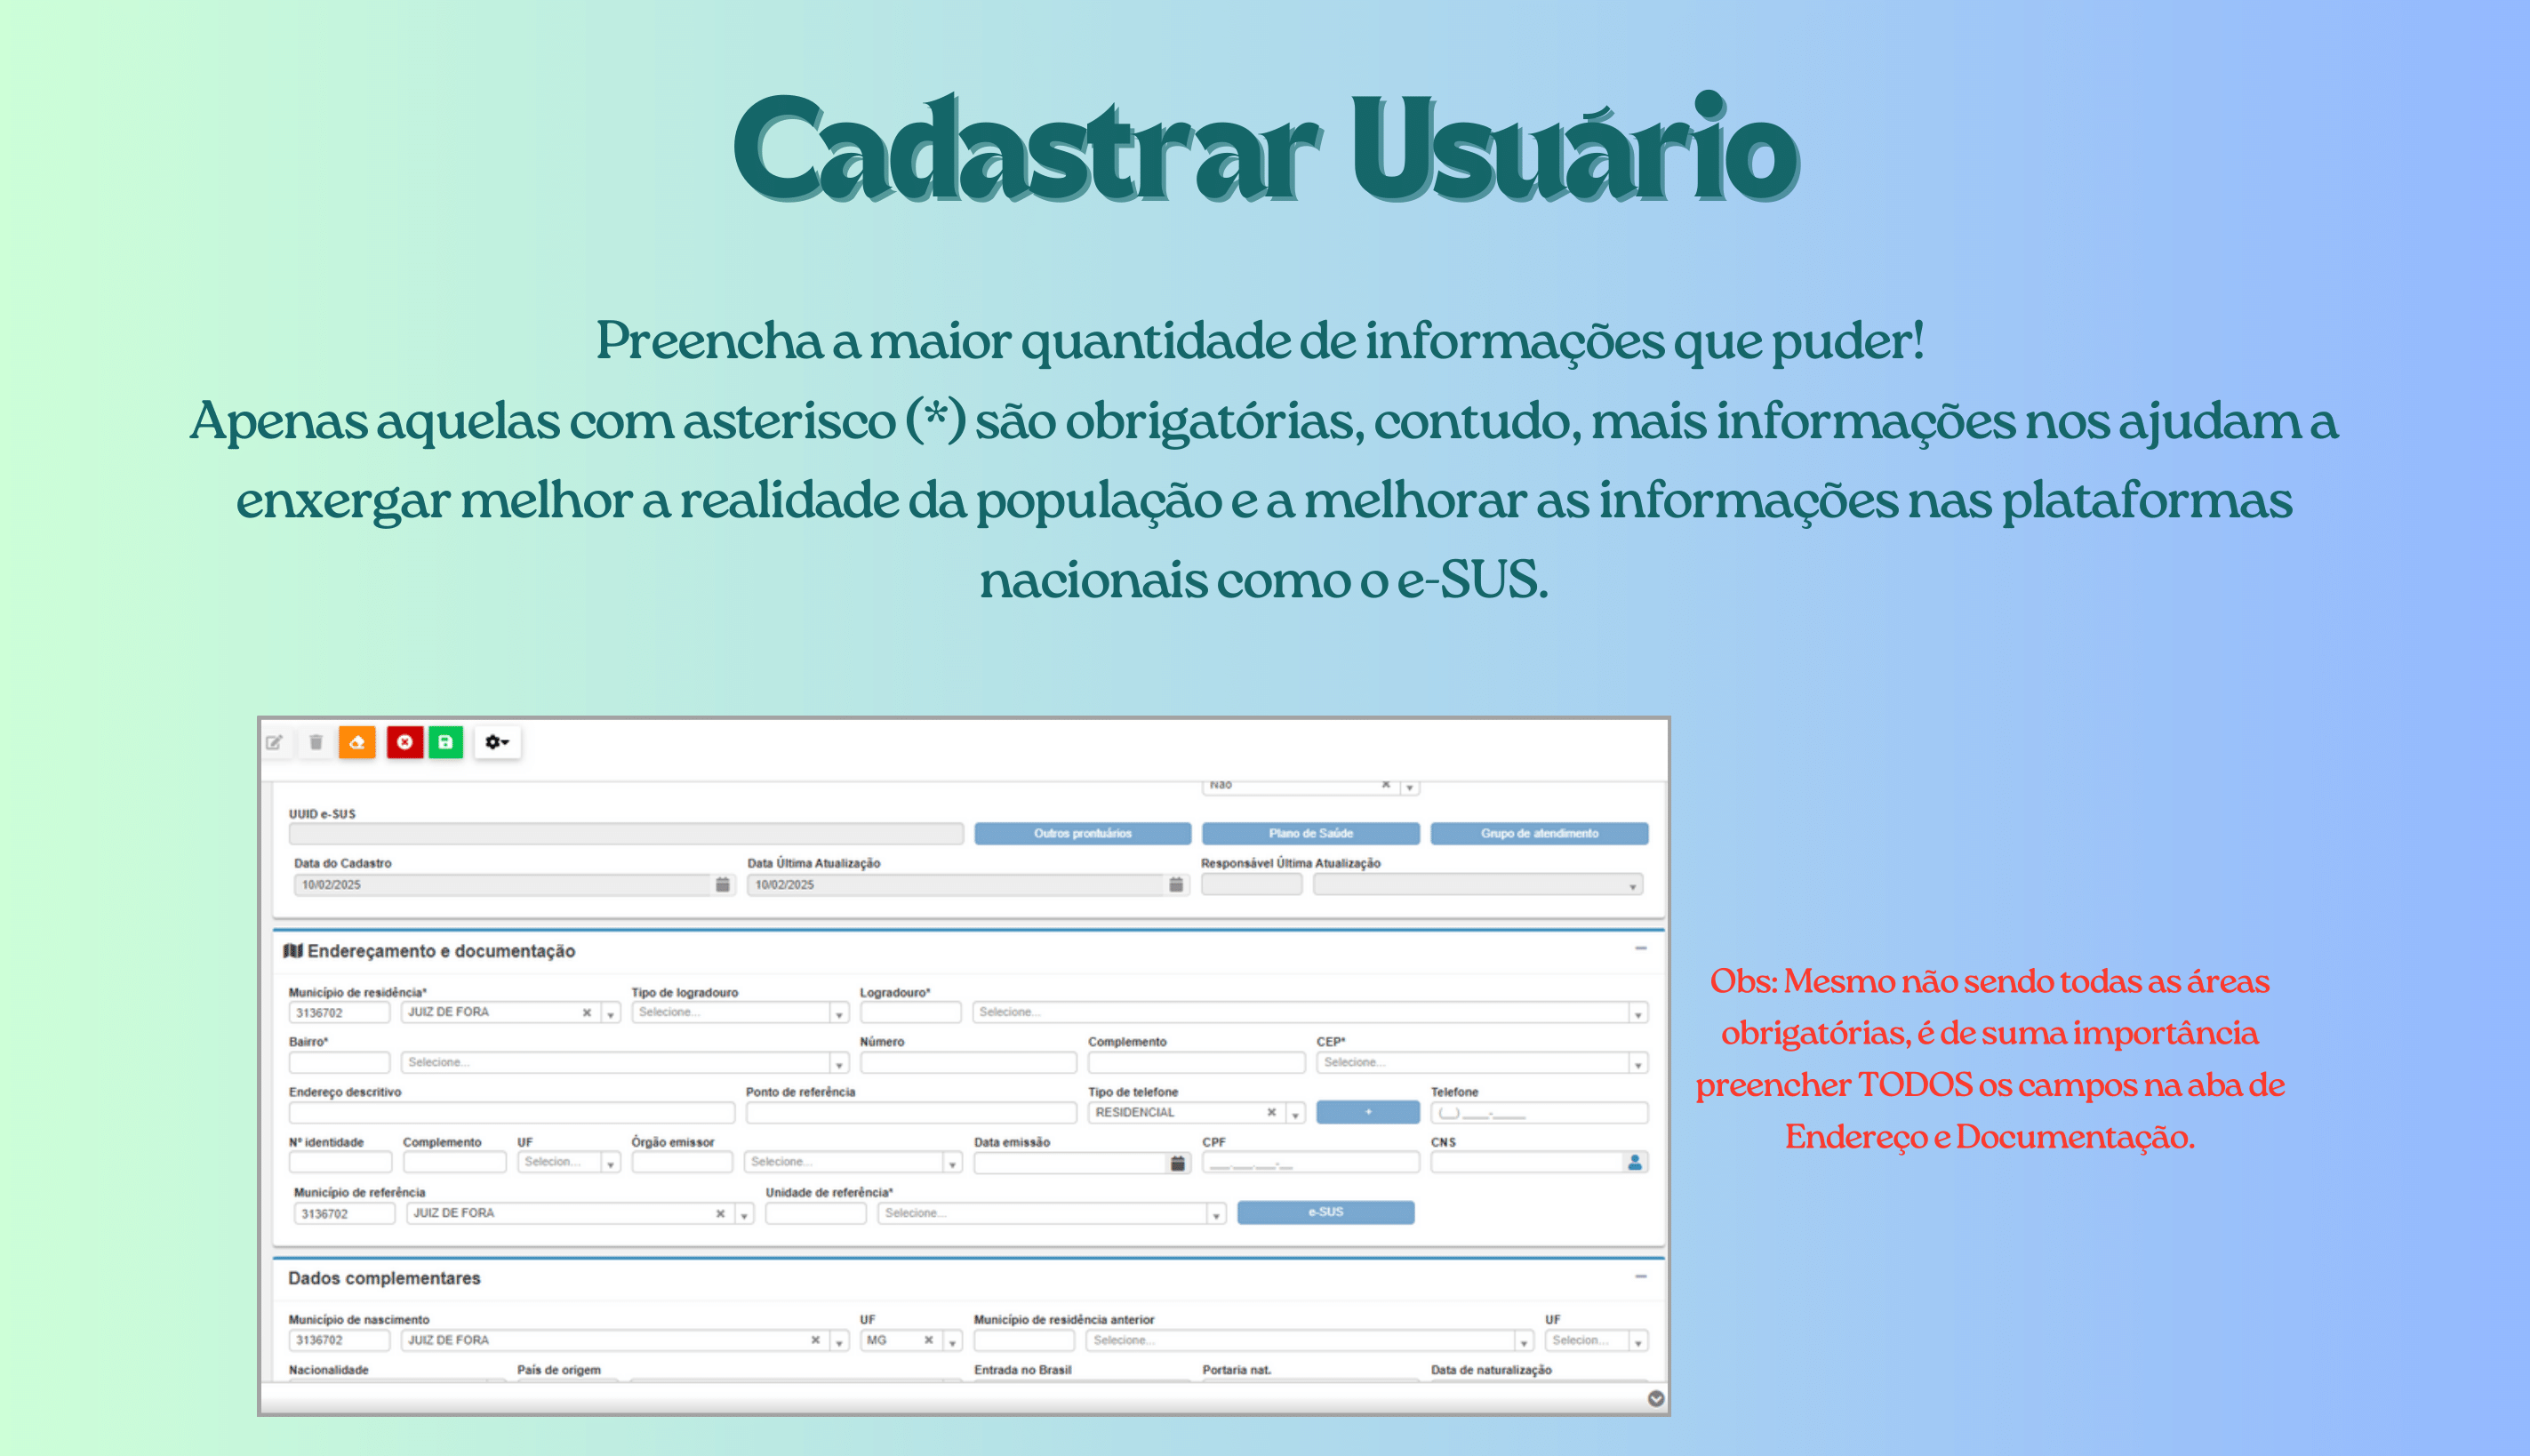 Cadastrar Usuário
Preencha a maior quantidade de informações que puder!
Apenas aquelas com asterisco (*) são obrigatórias, contudo, mais informações nos ajudam a
enxergar melhor a realidade da população e a melhorar as informações nas plataformas
nacionais como o e-SUS.
Não
UUID e-SUS
Outros prontuários Plano de Saúde Grupo de atendimento
Data do Cadastro Data Última Atualização Responsável Última Atualização
10/02/2025 10/02/2025
Endereçamento e documentação
Município de residência* Tipo de logradouro Logradouro*
3136702 JUIZ DE FORA Selecione... Selecione...
Bairro* Número Complemento CEP*
Selecione... Selecione...
Endereço descritivo Ponto de referência Tipo de telefone Telefone
RESIDENCIAL + (__) ____-_____
Nº identidade Complemento UF Órgão emissor Data emissão CPF CNS
Selecion... Selecione... ___.___.___-__
Município de referência Unidade de referência*
3136702 JUIZ DE FORA Selecione... e-SUS
Dados complementares
Município de nascimento UF Município de residência anterior UF
3136702 JUIZ DE FORA MG Selecione... Selecion...
Nacionalidade País de origem Entrada no Brasil Portaria nat. Data de naturalização
Obs: Mesmo não sendo todas as áreas
obrigatórias, é de suma importância
preencher TODOS os campos na aba de
Endereço e Documentação.